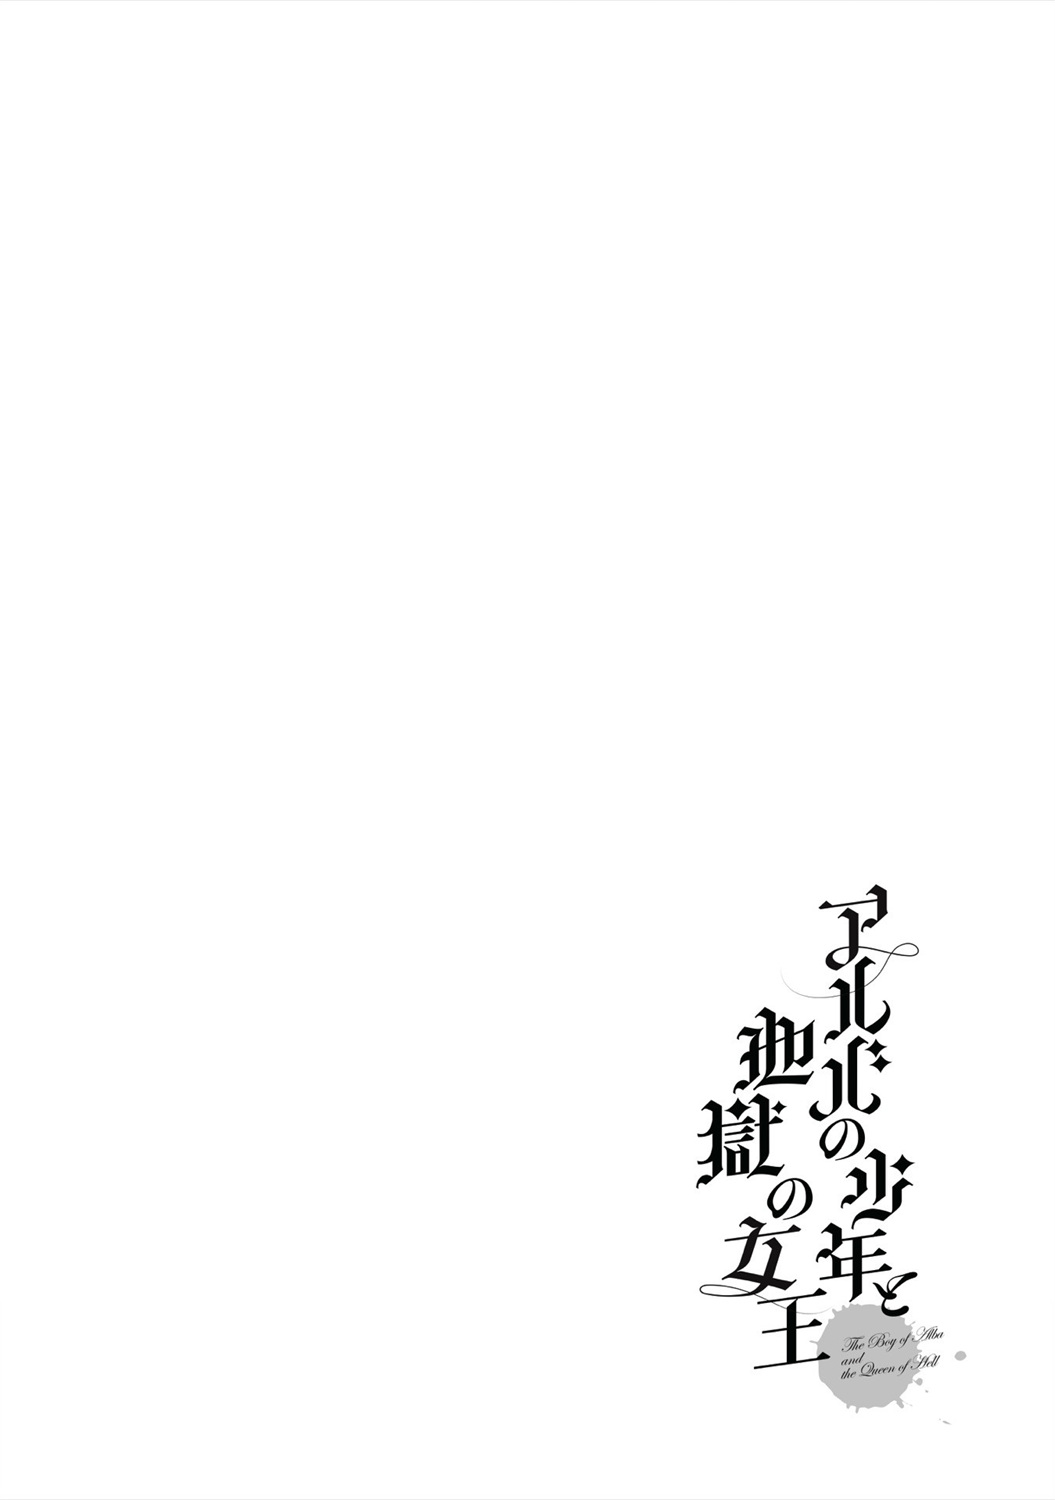 アルバの少年と
地獄の女王
The Boy of Alba
and
the Queen of Hell